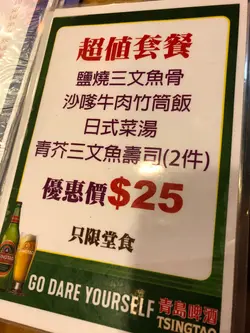 超值套餐
鹽燒三文魚骨
沙嗲牛肉竹筒飯
日式菜湯
青芥三文魚壽司(2件)
優惠價$25
只限堂食
GO DARE YOURSELF 青島啤酒
TSINGTAO